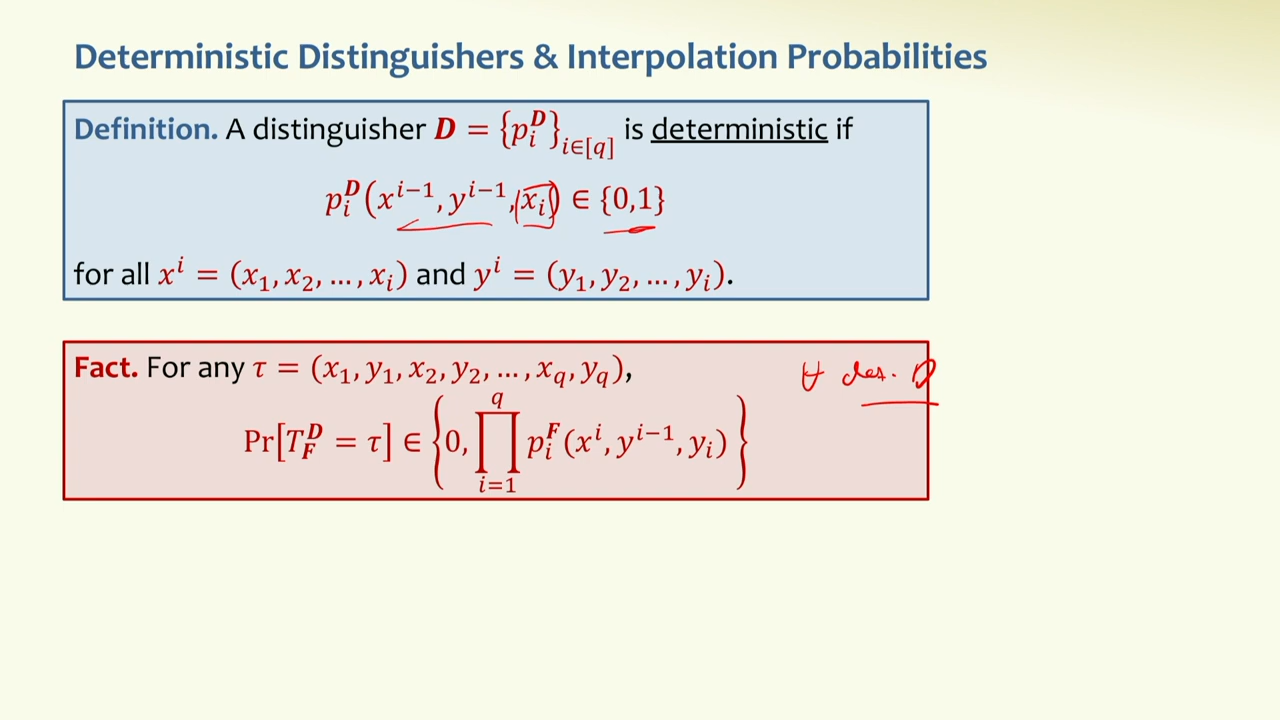 Deterministic Distinguishers & Interpolation Probabilities
Definition. A distinguisher D = {p_i^D}_{i∈[q]} is deterministic if
p_i^D(x^{i−1}, y^{i−1}, x_i) ∈ {0,1}
for all x^i = (x_1, x_2, …, x_i) and y^i = (y_1, y_2, …, y_i).
Fact. For any τ = (x_1, y_1, x_2, y_2, …, x_q, y_q), ∀ det. D
Pr[T_F^D = τ] ∈ {0, ∏_{i=1}^{q} p_i^F(x^i, y^{i−1}, y_i)}